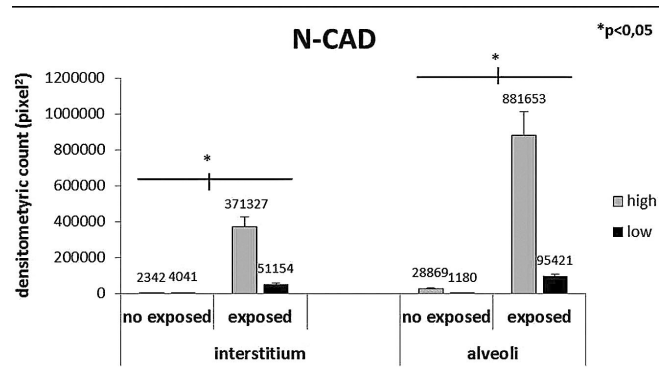 N-CAD
*p<0,05
densitometyric count (pixel²)
1200000
1000000
800000
600000
400000
200000
0
*
*
2342
4041
371327
51154
28869
1180
881653
95421
high
low
no exposed
exposed
no exposed
exposed
interstitium
alveoli